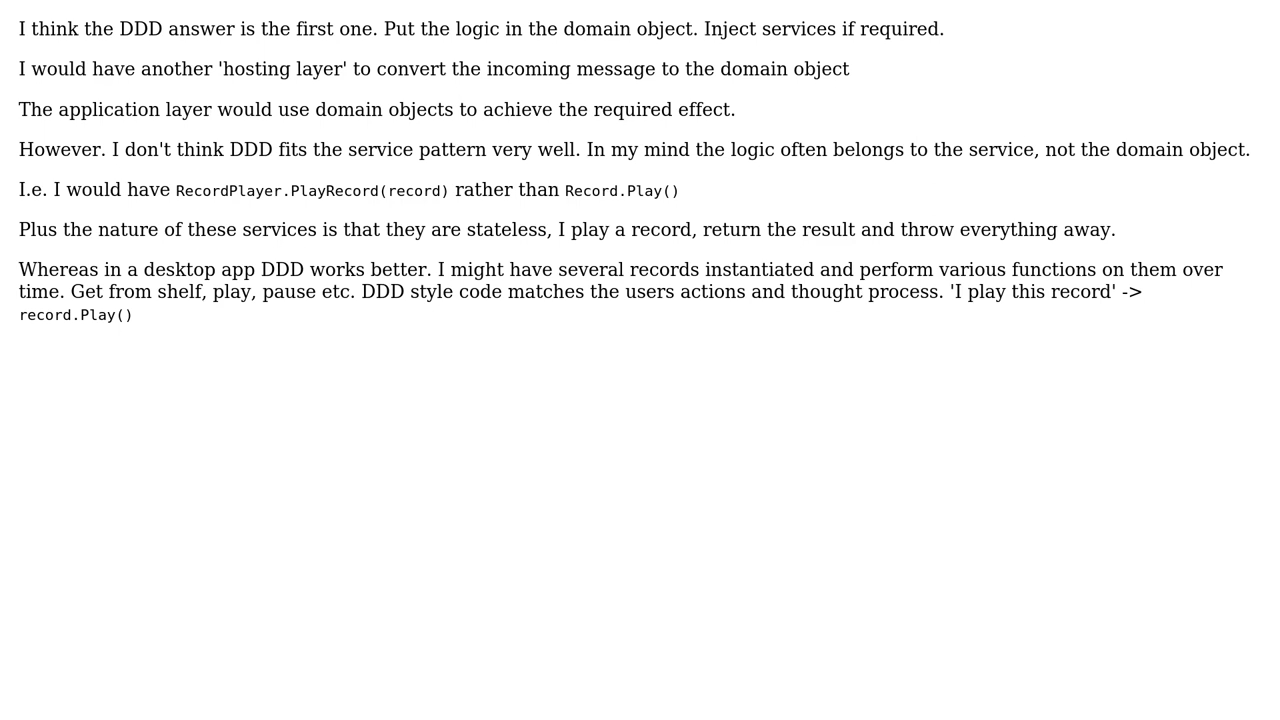 I think the DDD answer is the first one. Put the logic in the domain object. Inject services if required.
I would have another 'hosting layer' to convert the incoming message to the domain object
The application layer would use domain objects to achieve the required effect.
However. I don't think DDD fits the service pattern very well. In my mind the logic often belongs to the service, not the domain object.
I.e. I would have RecordPlayer.PlayRecord(record) rather than Record.Play()
Plus the nature of these services is that they are stateless, I play a record, return the result and throw everything away.
Whereas in a desktop app DDD works better. I might have several records instantiated and perform various functions on them over
time. Get from shelf, play, pause etc. DDD style code matches the users actions and thought process. 'I play this record' ->
record.Play()